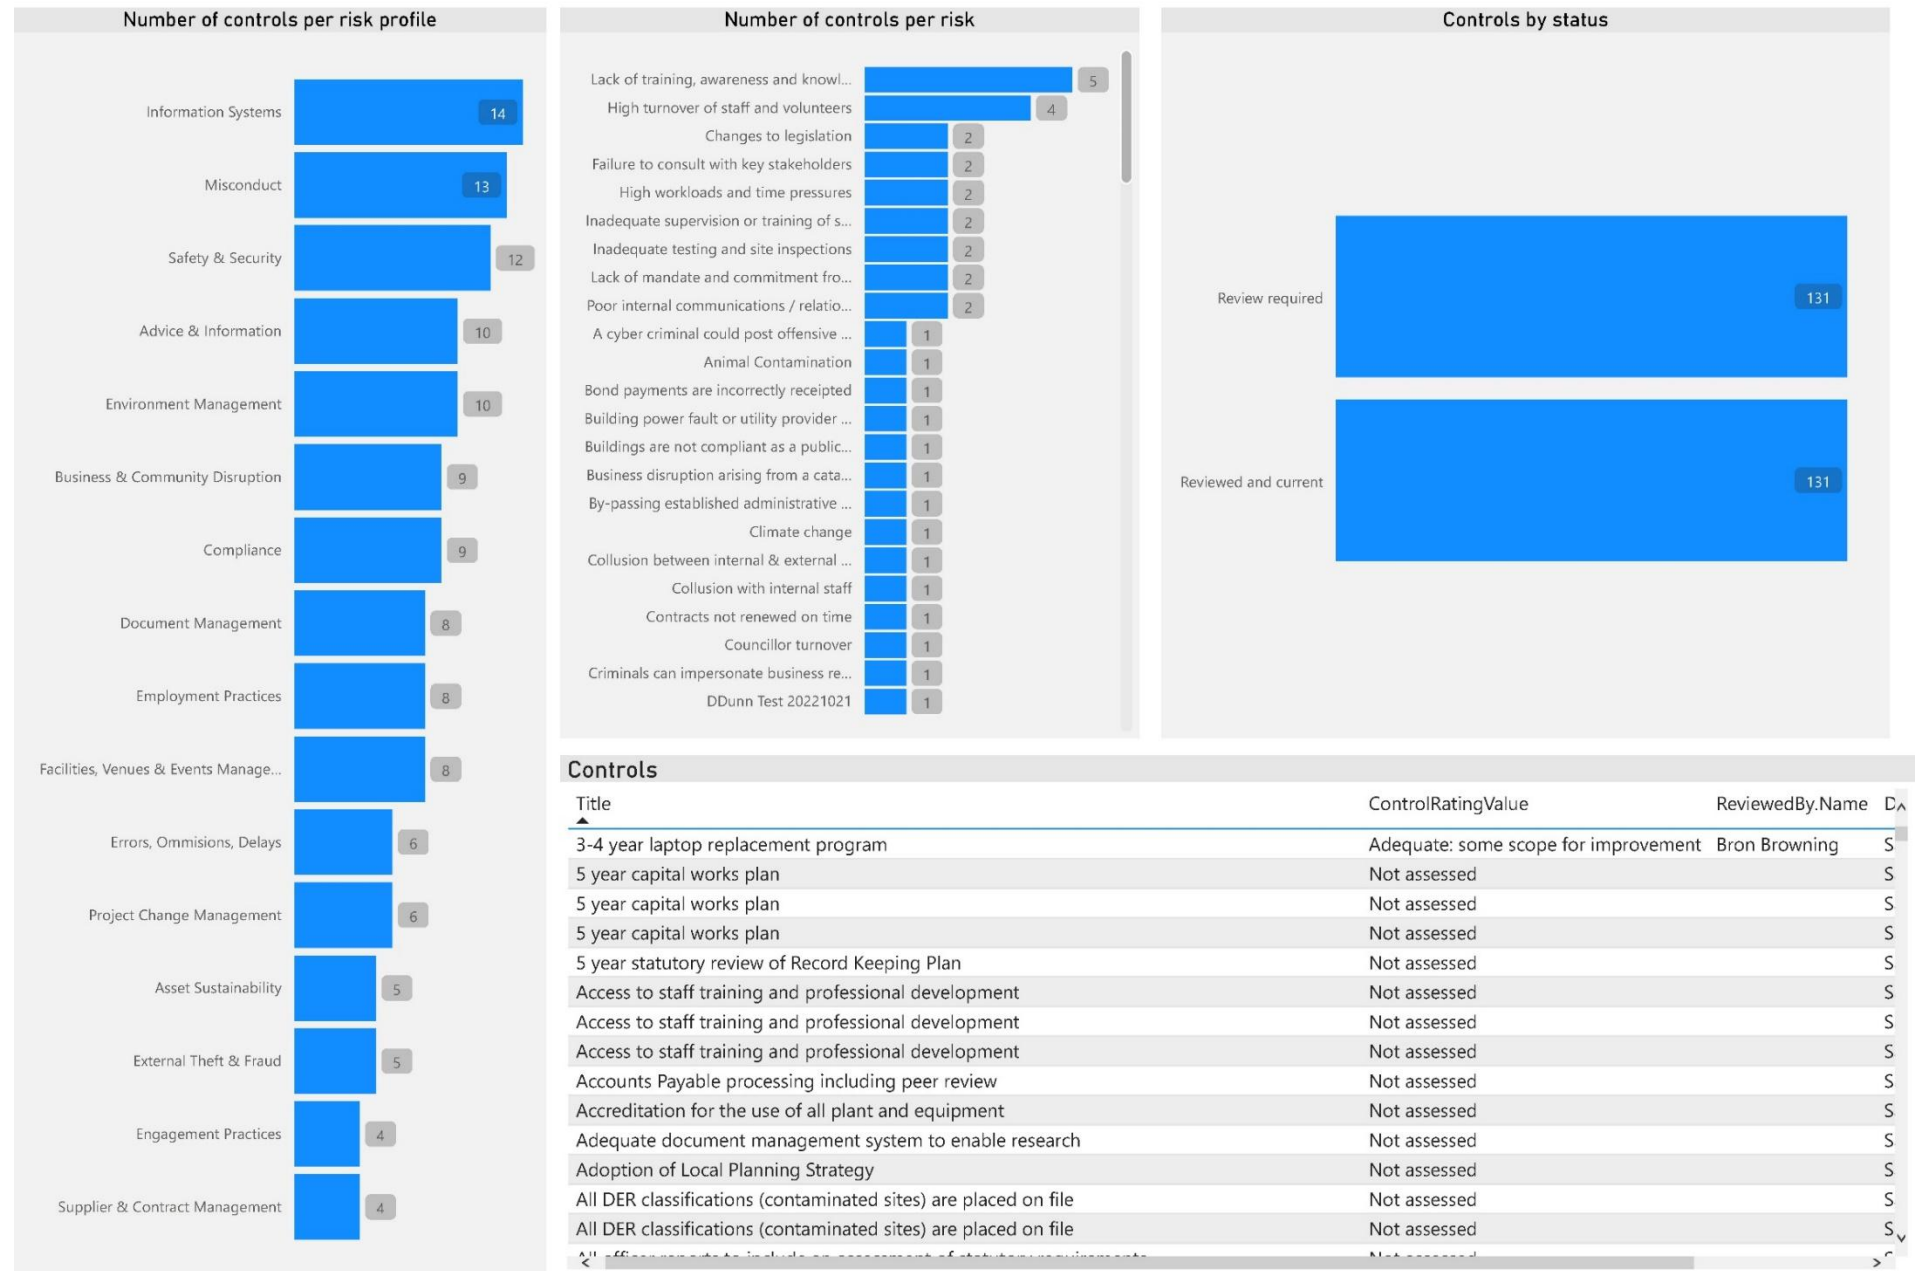 Number of controls per risk profile
Information Systems 14
Misconduct 13
Safety & Security 12
Advice & Information 10
Environment Management 10
Business & Community Disruption 9
Compliance 9
Document Management 8
Employment Practices 8
Facilities, Venues & Events Manage... 8
Errors, Ommisions, Delays 6
Project Change Management 6
Asset Sustainability 5
External Theft & Fraud 5
Engagement Practices 4
Supplier & Contract Management 4
Number of controls per risk
Lack of training, awareness and knowl... 5
High turnover of staff and volunteers 4
Changes to legislation 2
Failure to consult with key stakeholders 2
High workloads and time pressures 2
Inadequate supervision or training of s... 2
Inadequate testing and site inspections 2
Lack of mandate and commitment fro... 2
Poor internal communications / relatio... 2
A cyber criminal could post offensive ... 1
Animal Contamination 1
Bond payments are incorrectly receipted 1
Building power fault or utility provider ... 1
Buildings are not compliant as a public... 1
Business disruption arising from a cata... 1
By-passing established administrative ... 1
Climate change 1
Collusion between internal & external ... 1
Collusion with internal staff 1
Contracts not renewed on time 1
Councillor turnover 1
Criminals can impersonate business re... 1
DDunn Test 20221021 1
Controls by status
Review required 131
Reviewed and current 131
Controls
Title ControlRatingValue ReviewedBy.Name D
3-4 year laptop replacement program Adequate: some scope for improvement Bron Browning S
5 year capital works plan Not assessed S
5 year capital works plan Not assessed S
5 year capital works plan Not assessed S
5 year statutory review of Record Keeping Plan Not assessed S
Access to staff training and professional development Not assessed S
Access to staff training and professional development Not assessed S
Access to staff training and professional development Not assessed S
Accounts Payable processing including peer review Not assessed S
Accreditation for the use of all plant and equipment Not assessed S
Adequate document management system to enable research Not assessed S
Adoption of Local Planning Strategy Not assessed S
All DER classifications (contaminated sites) are placed on file Not assessed S
All DER classifications (contaminated sites) are placed on file Not assessed S